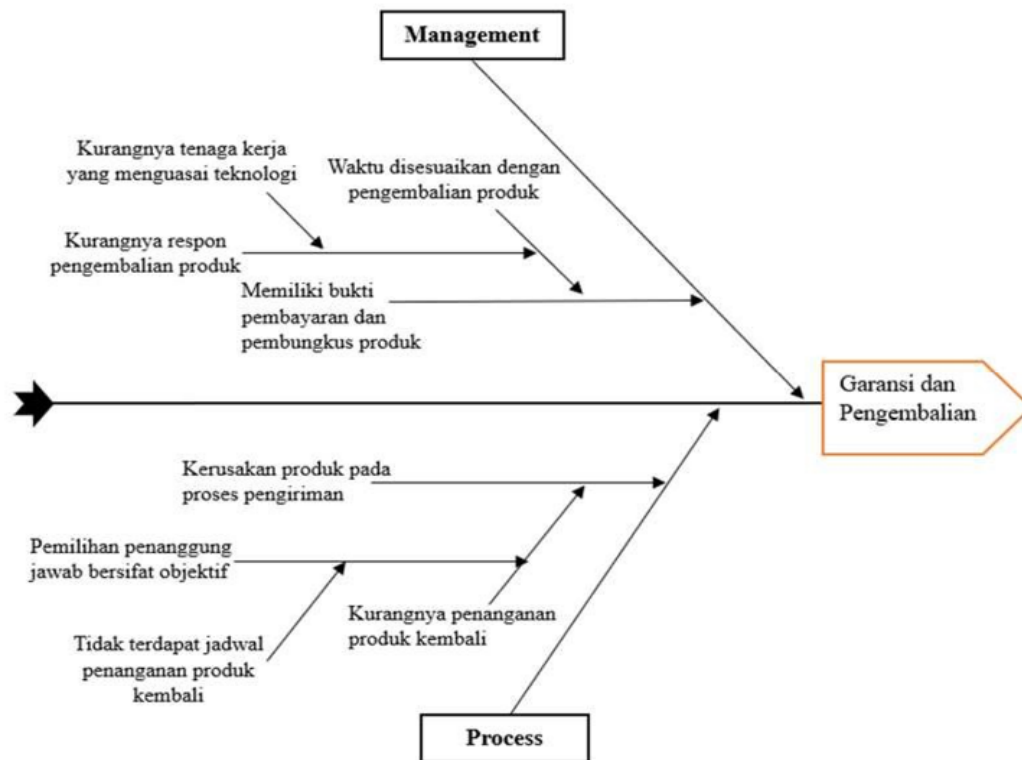 Management
Kurangnya tenaga kerja
yang menguasai teknologi
Waktu disesuaikan dengan
pengembalian produk
Kurangnya respon
pengembalian produk
Memiliki bukti
pembayaran dan
pembungkus produk
Garansi dan
Pengembalian
Kerusakan produk pada
proses pengiriman
Pemilihan penanggung
jawab bersifat objektif
Kurangnya penanganan
produk kembali
Tidak terdapat jadwal
penanganan produk
kembali
Process